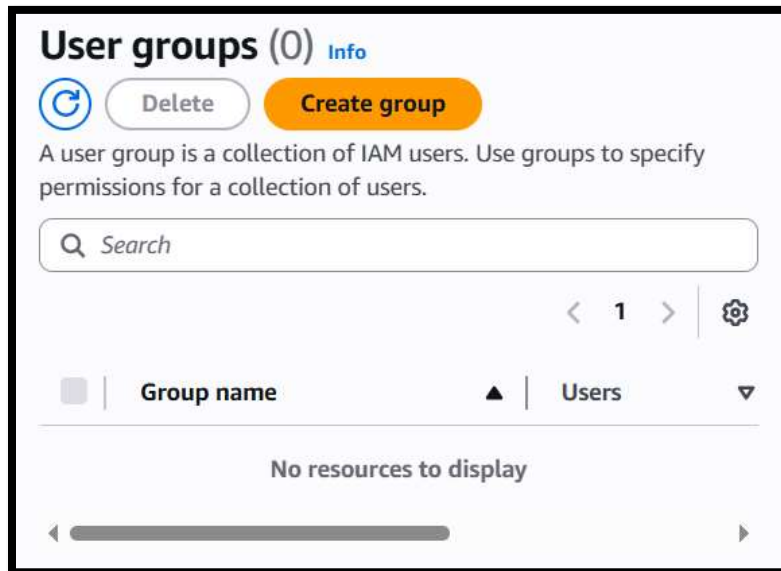 User groups (0) Info
Delete Create group
A user group is a collection of IAM users. Use groups to specify
permissions for a collection of users.
Search
1
Group name Users
No resources to display